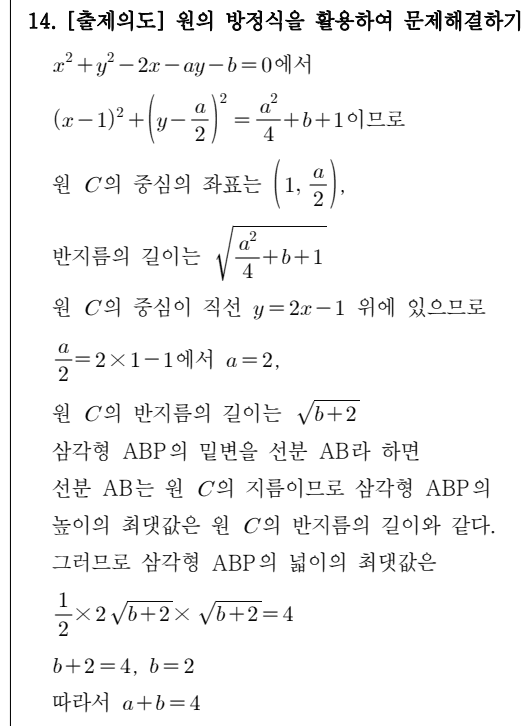 14. [출제의도] 원의 방정식을 활용하여 문제해결하기
x²+y²−2x−ay−b=0에서
(x−1)²+(y−a/2)²=a²/4+b+1이므로
원 C의 중심의 좌표는 (1, a/2),
반지름의 길이는 √(a²/4+b+1)
원 C의 중심이 직선 y=2x−1 위에 있으므로
a/2=2×1−1에서 a=2,
원 C의 반지름의 길이는 √(b+2)
삼각형 ABP의 밑변을 선분 AB라 하면
선분 AB는 원 C의 지름이므로 삼각형 ABP의
높이의 최댓값은 원 C의 반지름의 길이와 같다.
그러므로 삼각형 ABP의 넓이의 최댓값은
1/2×2√(b+2)×√(b+2)=4
b+2=4, b=2
따라서 a+b=4